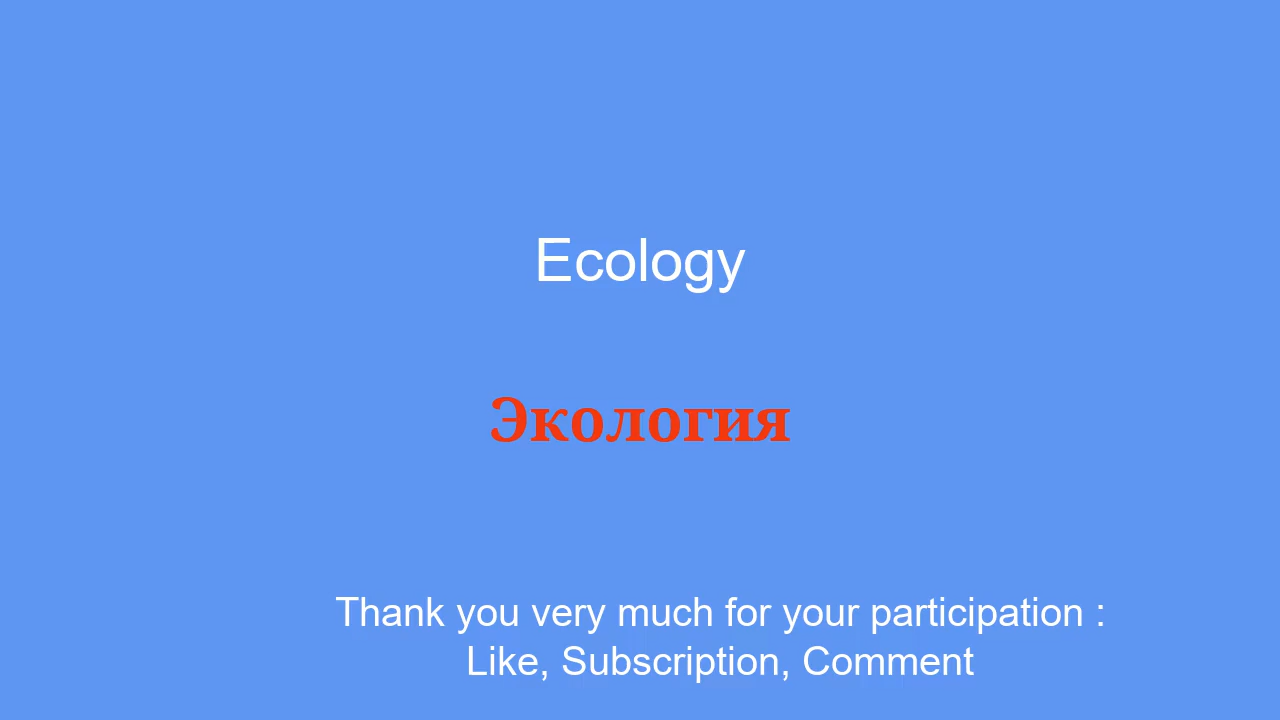 Ecology
Экология
Thank you very much for your participation :
Like, Subscription, Comment